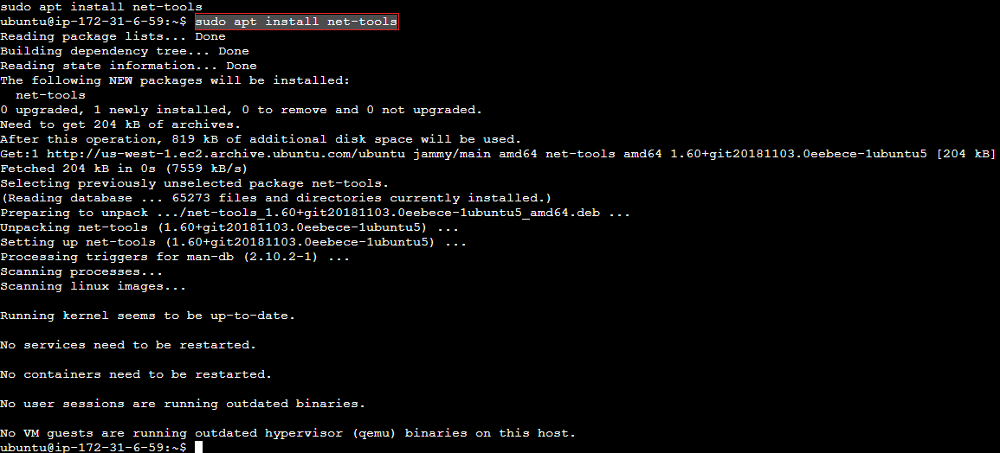 sudo apt install net-tools
ubuntu@ip-172-31-6-59:~$ sudo apt install net-tools
Reading package lists... Done
Building dependency tree... Done
Reading state information... Done
The following NEW packages will be installed:
  net-tools
0 upgraded, 1 newly installed, 0 to remove and 0 not upgraded.
Need to get 204 kB of archives.
After this operation, 819 kB of additional disk space will be used.
Get:1 http://us-west-1.ec2.archive.ubuntu.com/ubuntu jammy/main amd64 net-tools amd64 1.60+git20181103.0eebece-1ubuntu5 [204 kB]
Fetched 204 kB in 0s (7559 kB/s)
Selecting previously unselected package net-tools.
(Reading database ... 65273 files and directories currently installed.)
Preparing to unpack .../net-tools_1.60+git20181103.0eebece-1ubuntu5_amd64.deb ...
Unpacking net-tools (1.60+git20181103.0eebece-1ubuntu5) ...
Setting up net-tools (1.60+git20181103.0eebece-1ubuntu5) ...
Processing triggers for man-db (2.10.2-1) ...
Scanning processes...
Scanning linux images...

Running kernel seems to be up-to-date.

No services need to be restarted.

No containers need to be restarted.

No user sessions are running outdated binaries.

No VM guests are running outdated hypervisor (qemu) binaries on this host.
ubuntu@ip-172-31-6-59:~$